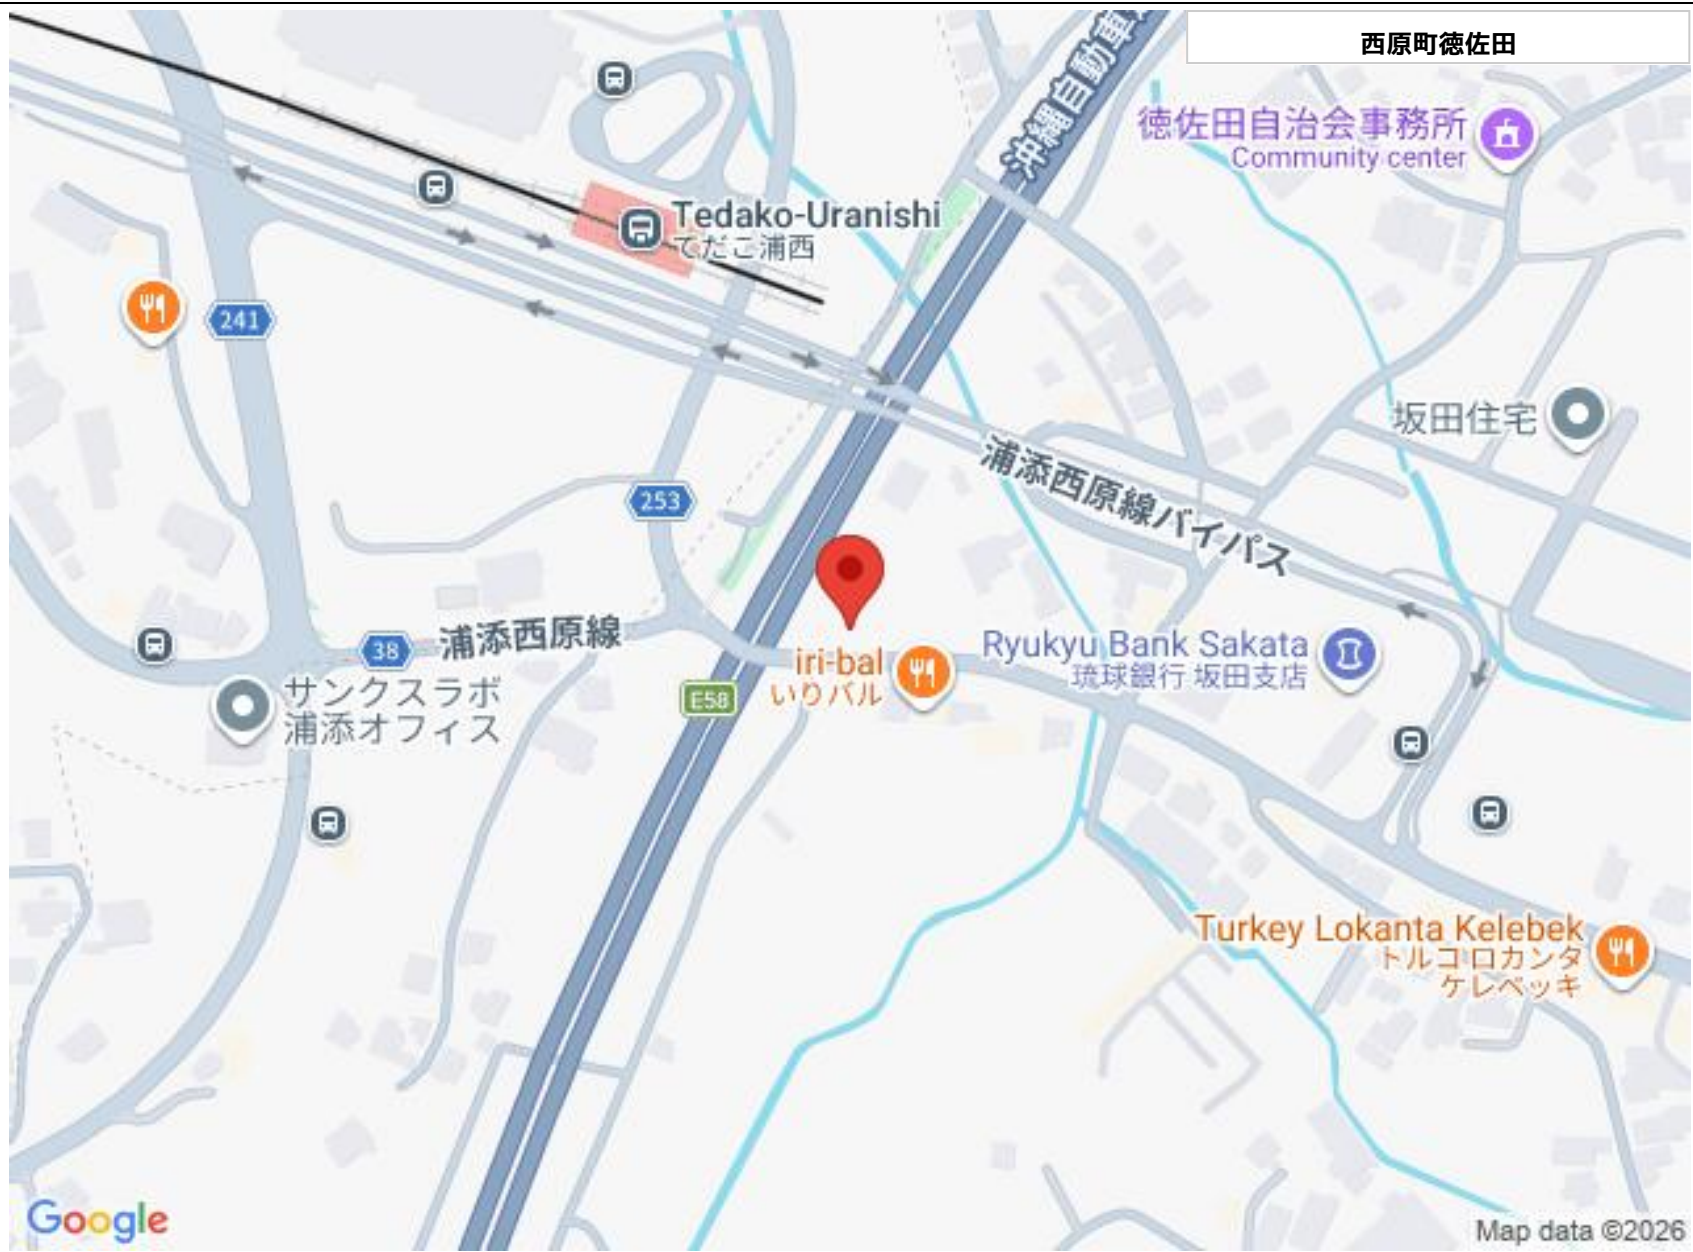 西原町徳佐田
沖縄自動車
徳佐田自治会事務所
Community center
Tedako-Uranishi
てだこ浦西
241
坂田住宅
浦添西原線バイパス
253
38
浦添西原線
iri-bal
いりバル
Ryukyu Bank Sakata
琉球銀行 坂田支店
サンクスラボ
浦添オフィス
E58
Turkey Lokanta Kelebek
トルコ ロカンタ
ケレベッキ
Google
Map data ©2026